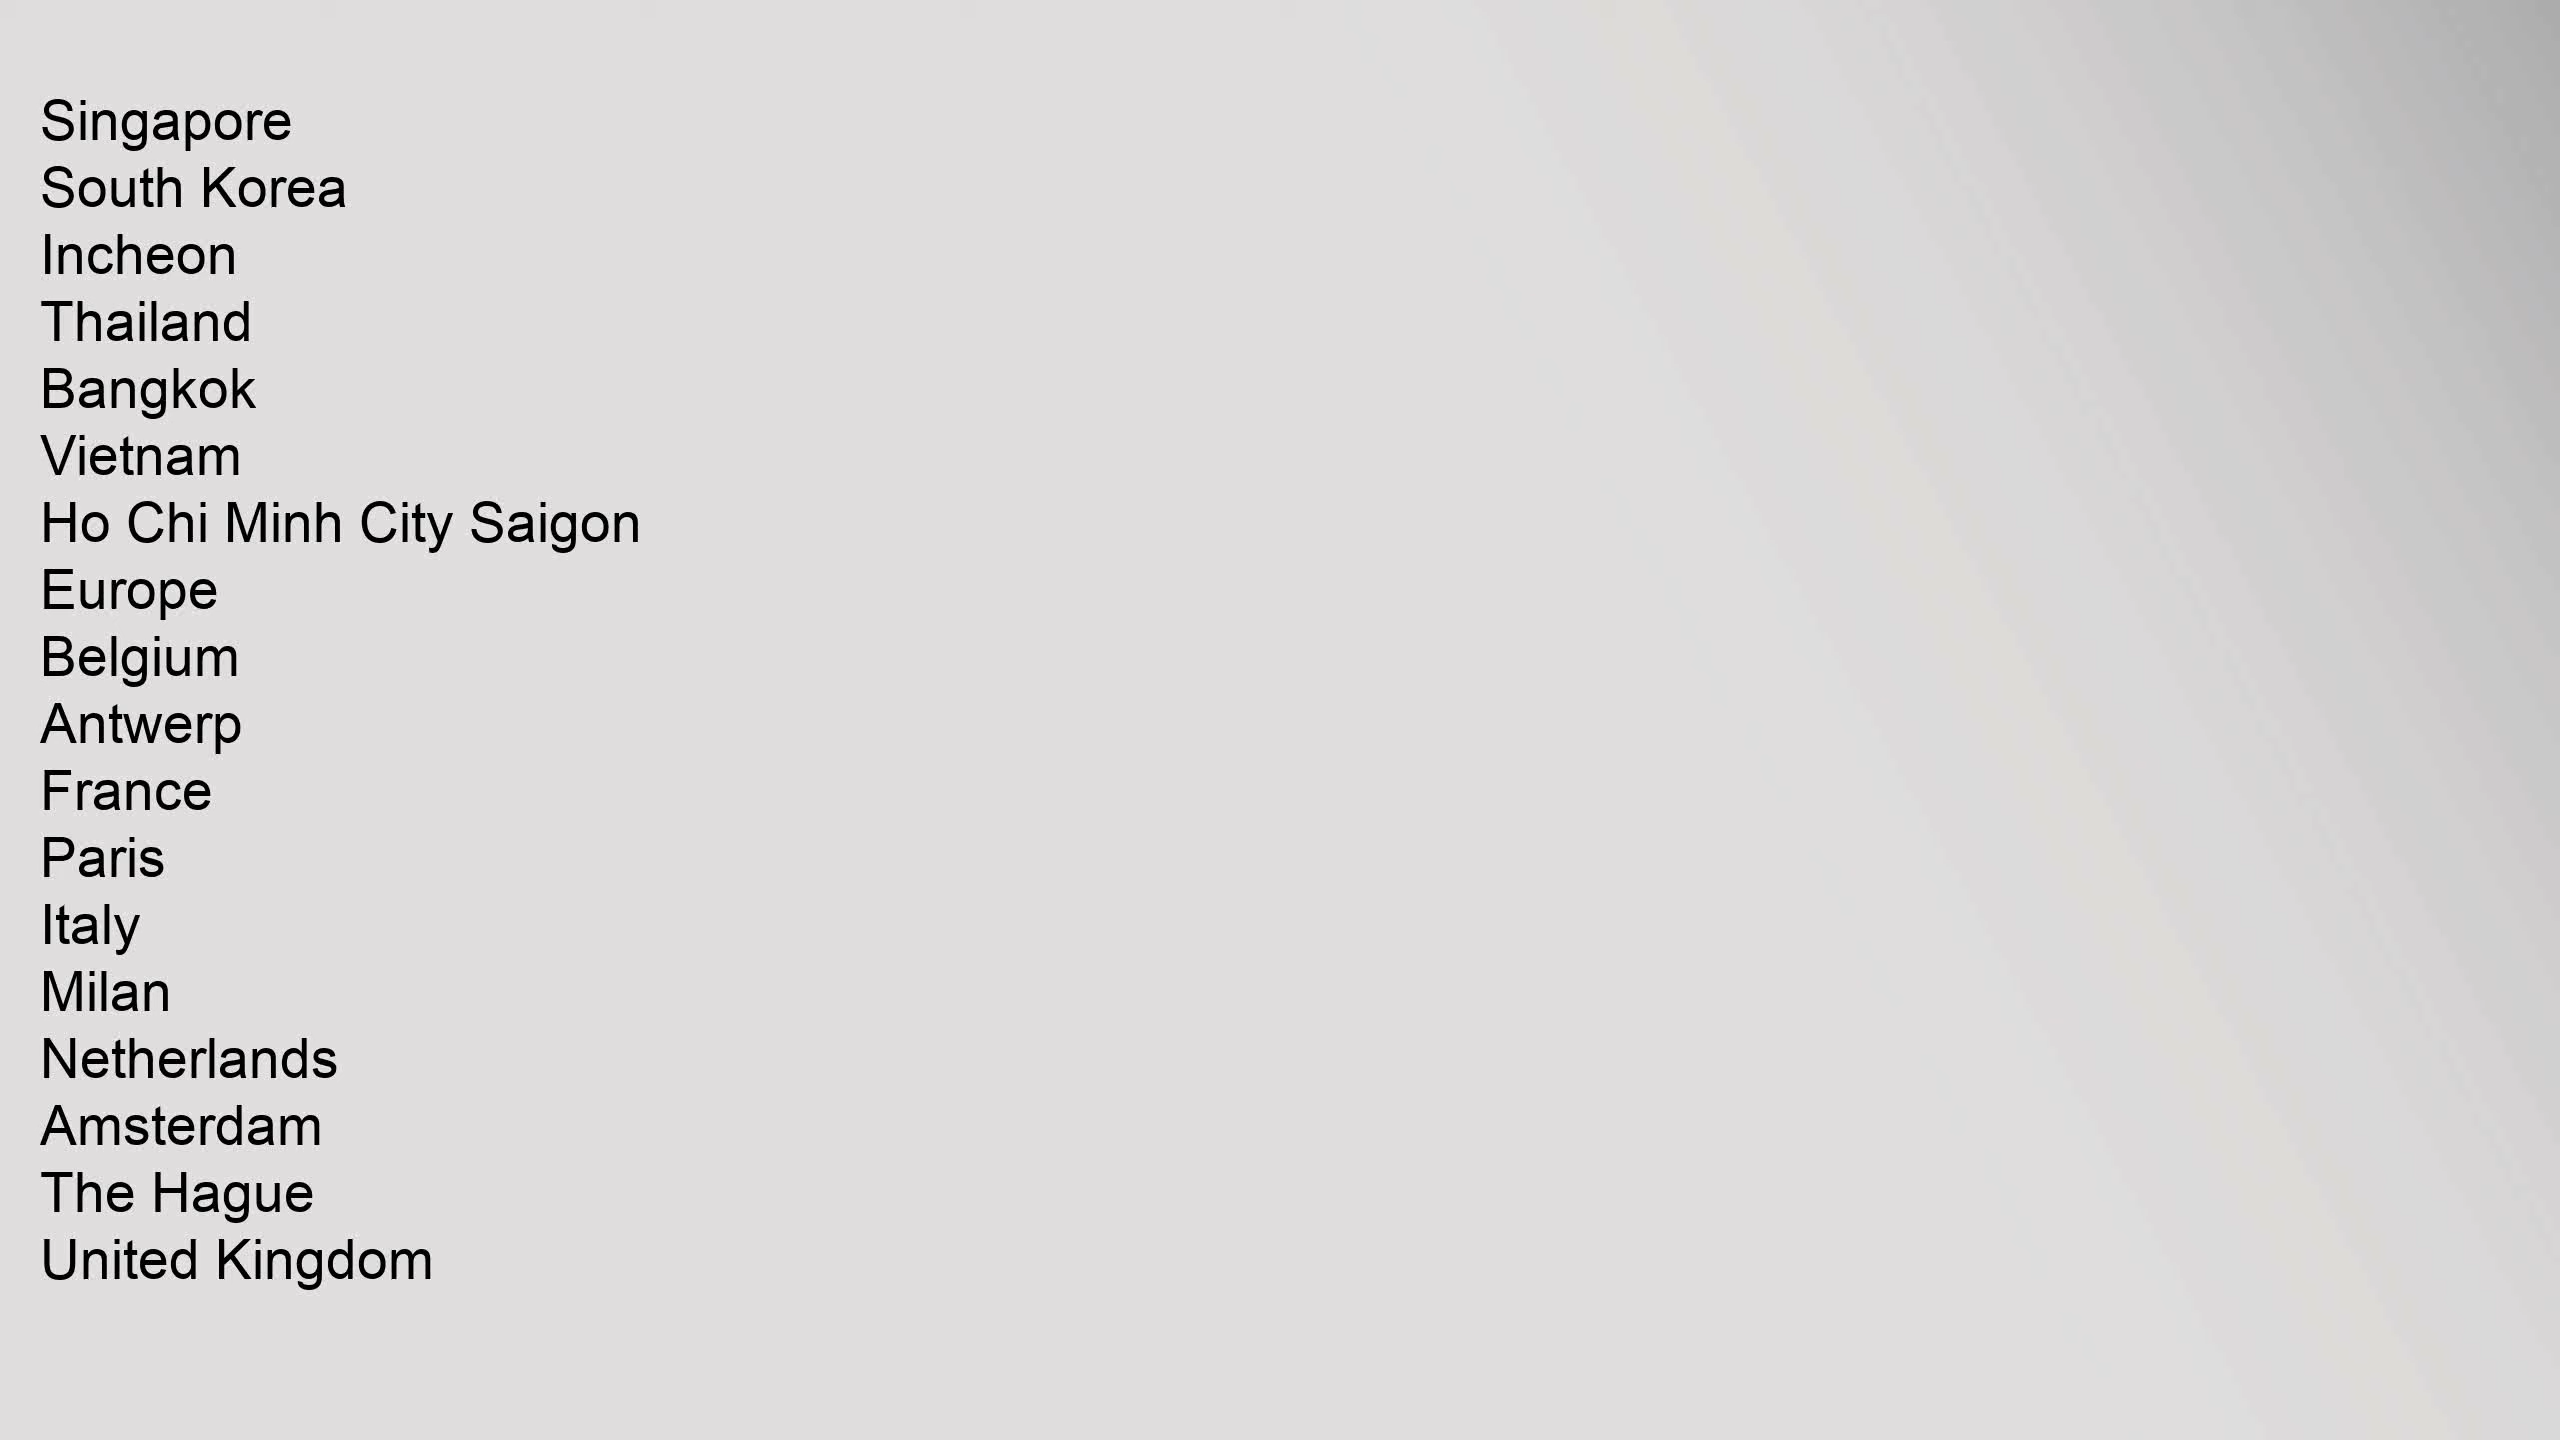 Singapore
South Korea
Incheon
Thailand
Bangkok
Vietnam
Ho Chi Minh City Saigon
Europe
Belgium
Antwerp
France
Paris
Italy
Milan
Netherlands
Amsterdam
The Hague
United Kingdom